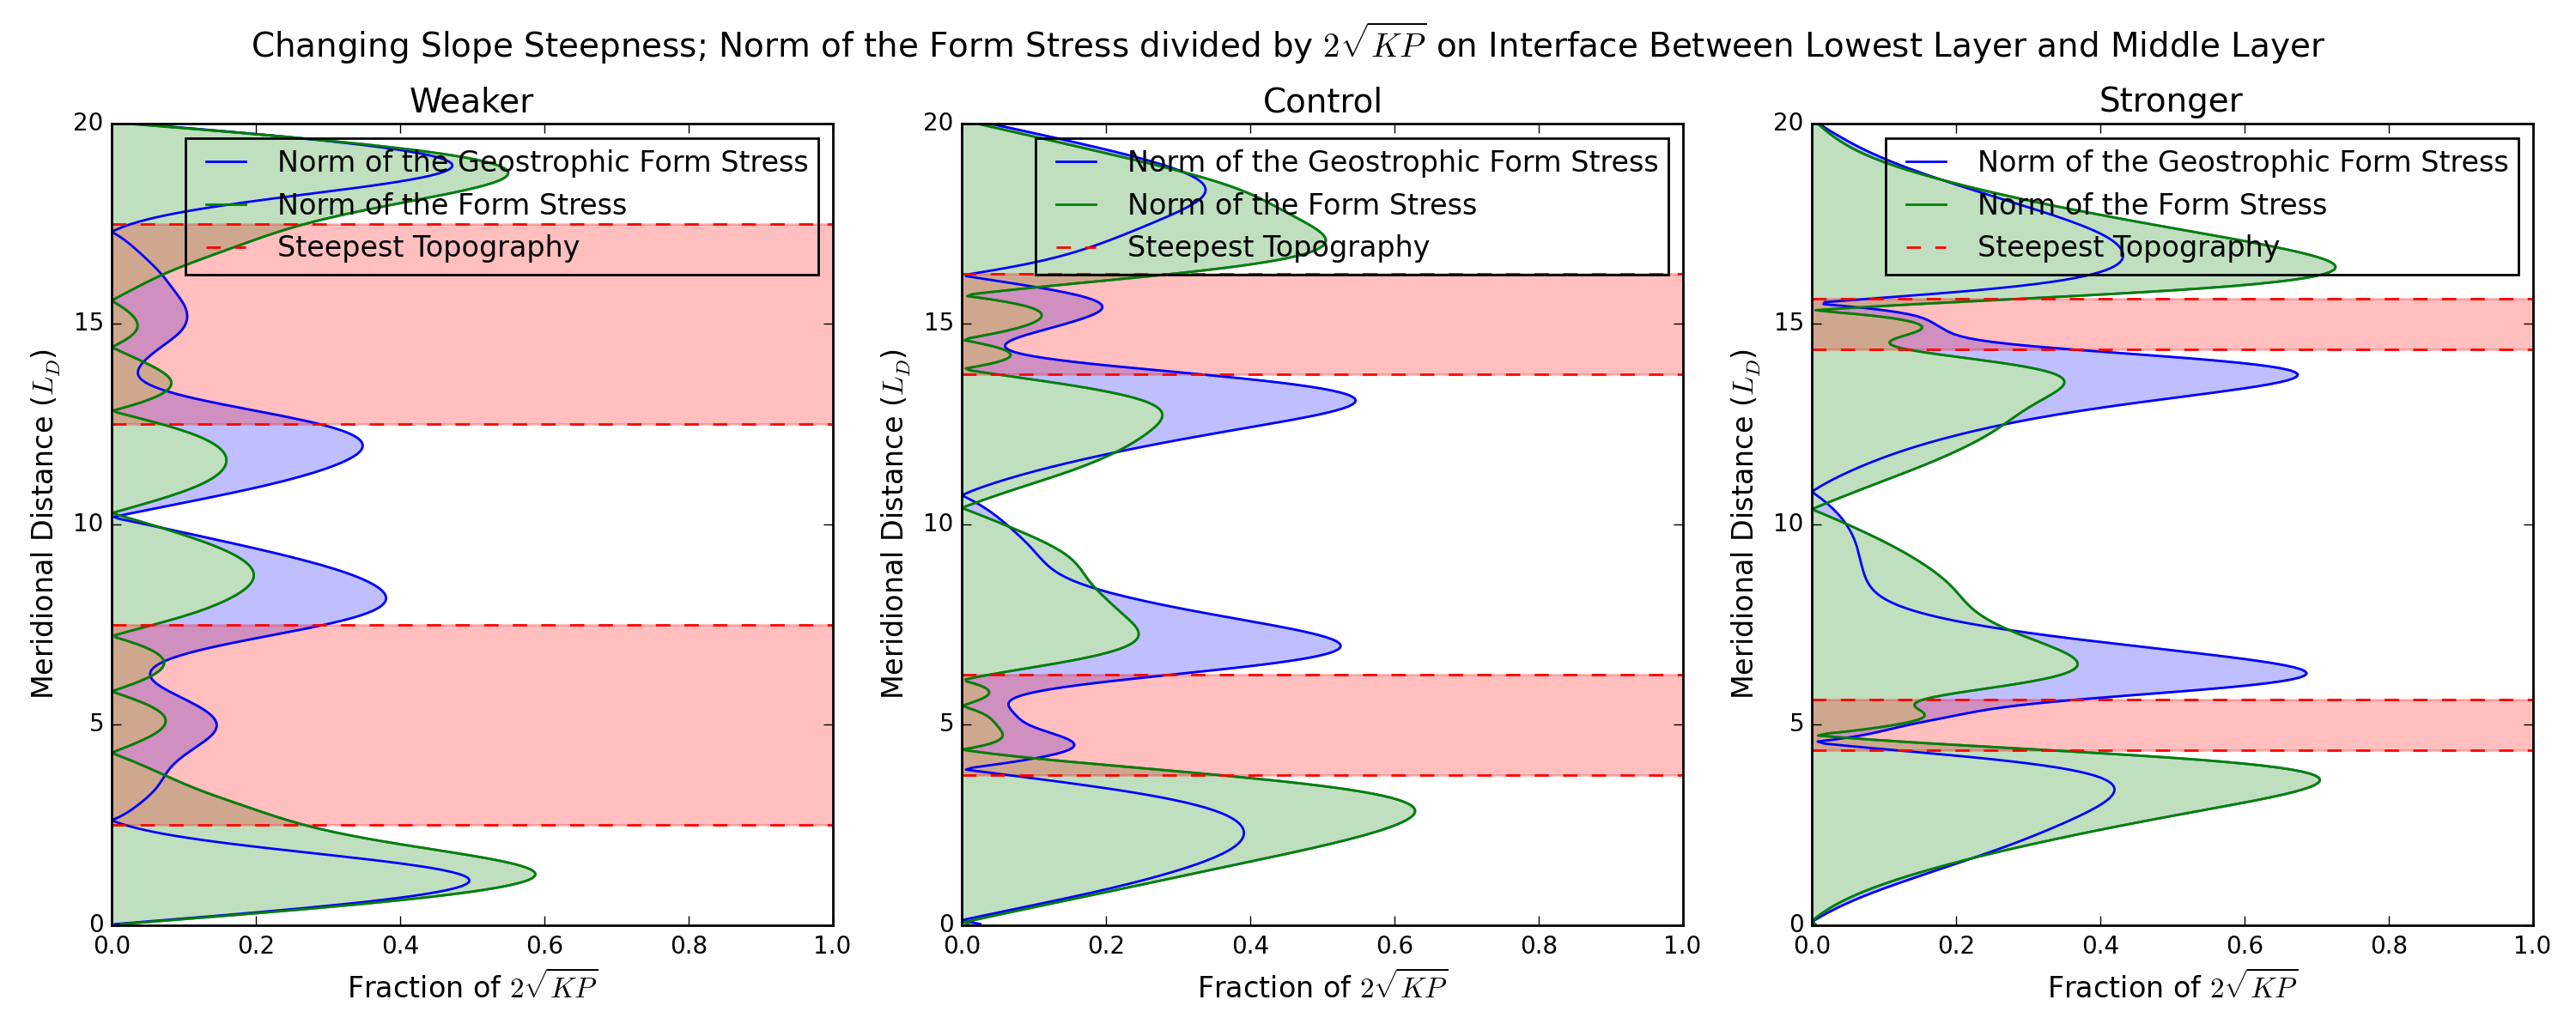 Changing Slope Steepness; Norm of the Form Stress divided by 2√KP on Interface Between Lowest Layer and Middle Layer
Weaker
Norm of the Geostrophic Form Stress
Norm of the Form Stress
Steepest Topography
20
15
10
5
0
Meridional Distance (L_D)
0.0 0.2 0.4 0.6 0.8 1.0
Fraction of 2√KP
Control
Norm of the Geostrophic Form Stress
Norm of the Form Stress
Steepest Topography
20
15
10
5
0
Meridional Distance (L_D)
0.0 0.2 0.4 0.6 0.8 1.0
Fraction of 2√KP
Stronger
Norm of the Geostrophic Form Stress
Norm of the Form Stress
Steepest Topography
20
15
10
5
0
Meridional Distance (L_D)
0.0 0.2 0.4 0.6 0.8 1.0
Fraction of 2√KP